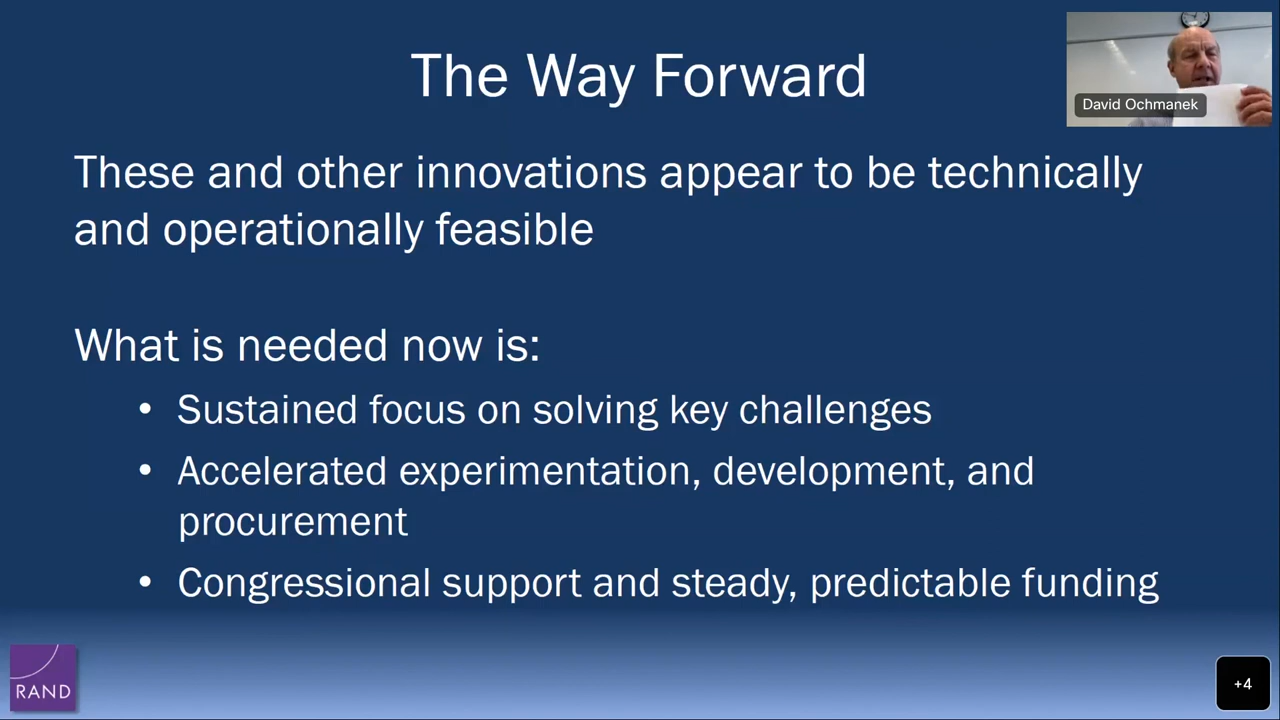 The Way Forward
David Ochmanek
These and other innovations appear to be technically
and operationally feasible
What is needed now is:
• Sustained focus on solving key challenges
• Accelerated experimentation, development, and
procurement
• Congressional support and steady, predictable funding
RAND
+4